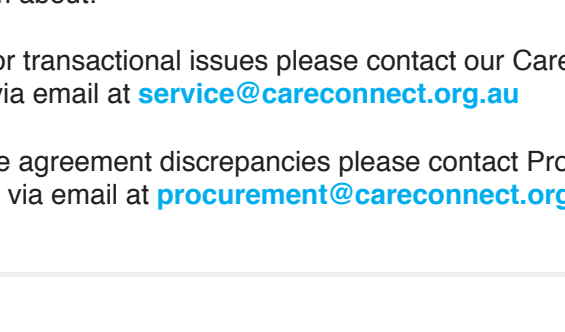 about?
or transactional issues please contact our Care
via email at service@careconnect.org.au
e agreement discrepancies please contact Pro
via email at procurement@careconnect.org